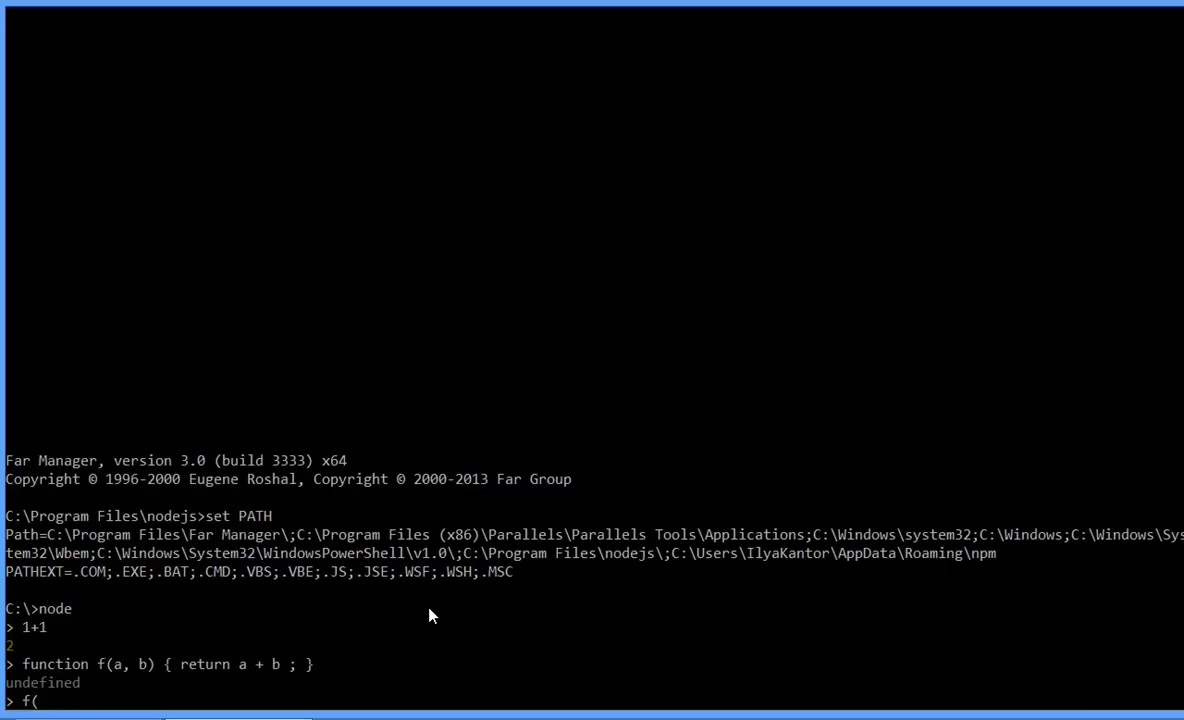 Far Manager, version 3.0 (build 3333) x64
Copyright © 1996-2000 Eugene Roshal, Copyright © 2000-2013 Far Group
C:\Program Files\nodejs>set PATH
Path=C:\Program Files\Far Manager\;C:\Program Files (x86)\Parallels\Parallels Tools\Applications;C:\Windows\system32;C:\Windows;C:\Windows\Sys
tem32\Wbem;C:\Windows\System32\WindowsPowerShell\v1.0\;C:\Program Files\nodejs\;C:\Users\IlyaKantor\AppData\Roaming\npm
PATHEXT=.COM;.EXE;.BAT;.CMD;.VBS;.VBE;.JS;.JSE;.WSF;.WSH;.MSC
C:\>node
> 1+1
2
> function f(a, b) { return a + b ; }
undefined
> f(